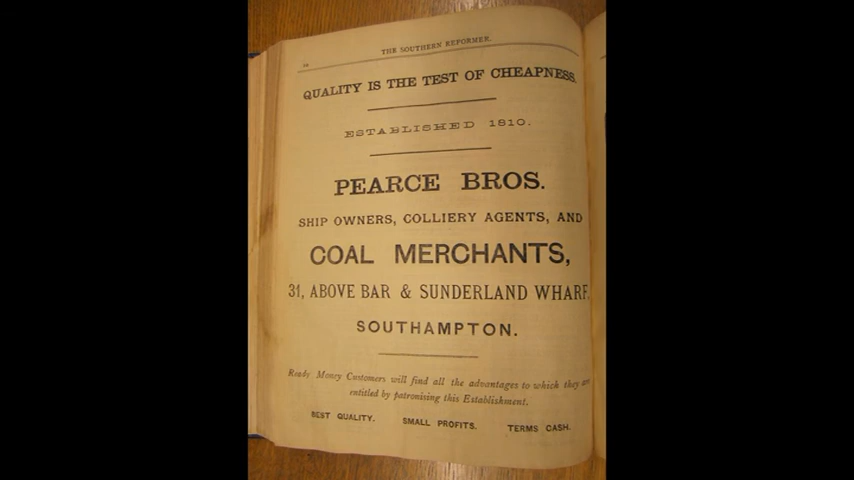 THE SOUTHERN REFORMER.
QUALITY IS THE TEST OF CHEAPNESS.
ESTABLISHED 1810.
PEARCE BROS.
SHIP OWNERS, COLLIERY AGENTS, AND
COAL MERCHANTS,
31, ABOVE BAR & SUNDERLAND WHARF,
SOUTHAMPTON.
Ready Money Customers will find all the advantages to which they are
entitled by patronising this Establishment.
BEST QUALITY. SMALL PROFITS. TERMS CASH.